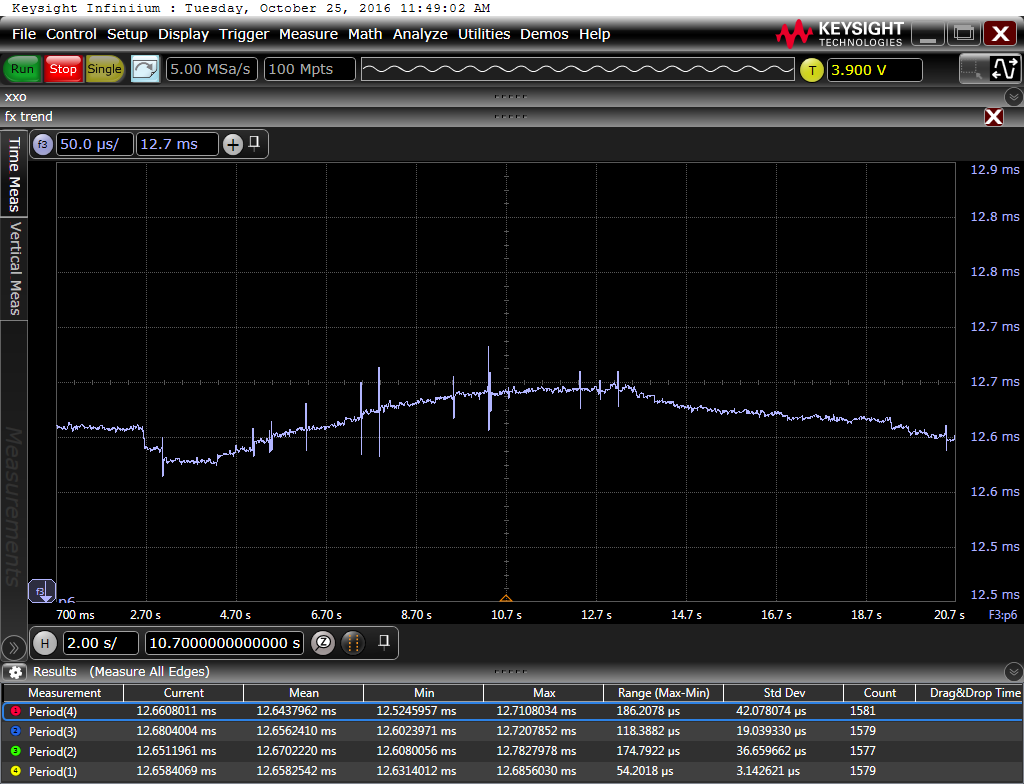 Keysight Infiniium : Tuesday, October 25, 2016 11:49:02 AM
File Control Setup Display Trigger Measure Math Analyze Utilities Demos Help
KEYSIGHT
TECHNOLOGIES
Run Stop Single 5.00 MSa/s 100 Mpts T 3.900 V
xxo
fx trend
f3 50.0 µs/ 12.7 ms
Time Meas
Vertical Meas
Measurements
12.9 ms
12.8 ms
12.8 ms
12.7 ms
12.7 ms
12.6 ms
12.6 ms
12.5 ms
12.5 ms
f3 p6
700 ms 2.70 s 4.70 s 6.70 s 8.70 s 10.7 s 12.7 s 14.7 s 16.7 s 18.7 s 20.7 s F3:p6
H 2.00 s/ 10.7000000000000 s Z
Results (Measure All Edges)
Measurement Current Mean Min Max Range (Max-Min) Std Dev Count Drag&Drop Time
1 Period(4) 12.6608011 ms 12.6437962 ms 12.5245957 ms 12.7108034 ms 186.2078 µs 42.078074 µs 1581
2 Period(3) 12.6804004 ms 12.6562410 ms 12.6023971 ms 12.7207852 ms 118.3882 µs 19.039330 µs 1579
3 Period(2) 12.6511961 ms 12.6702220 ms 12.6080056 ms 12.7827978 ms 174.7922 µs 36.659662 µs 1577
4 Period(1) 12.6584069 ms 12.6582542 ms 12.6314012 ms 12.6856030 ms 54.2018 µs 3.142621 µs 1579